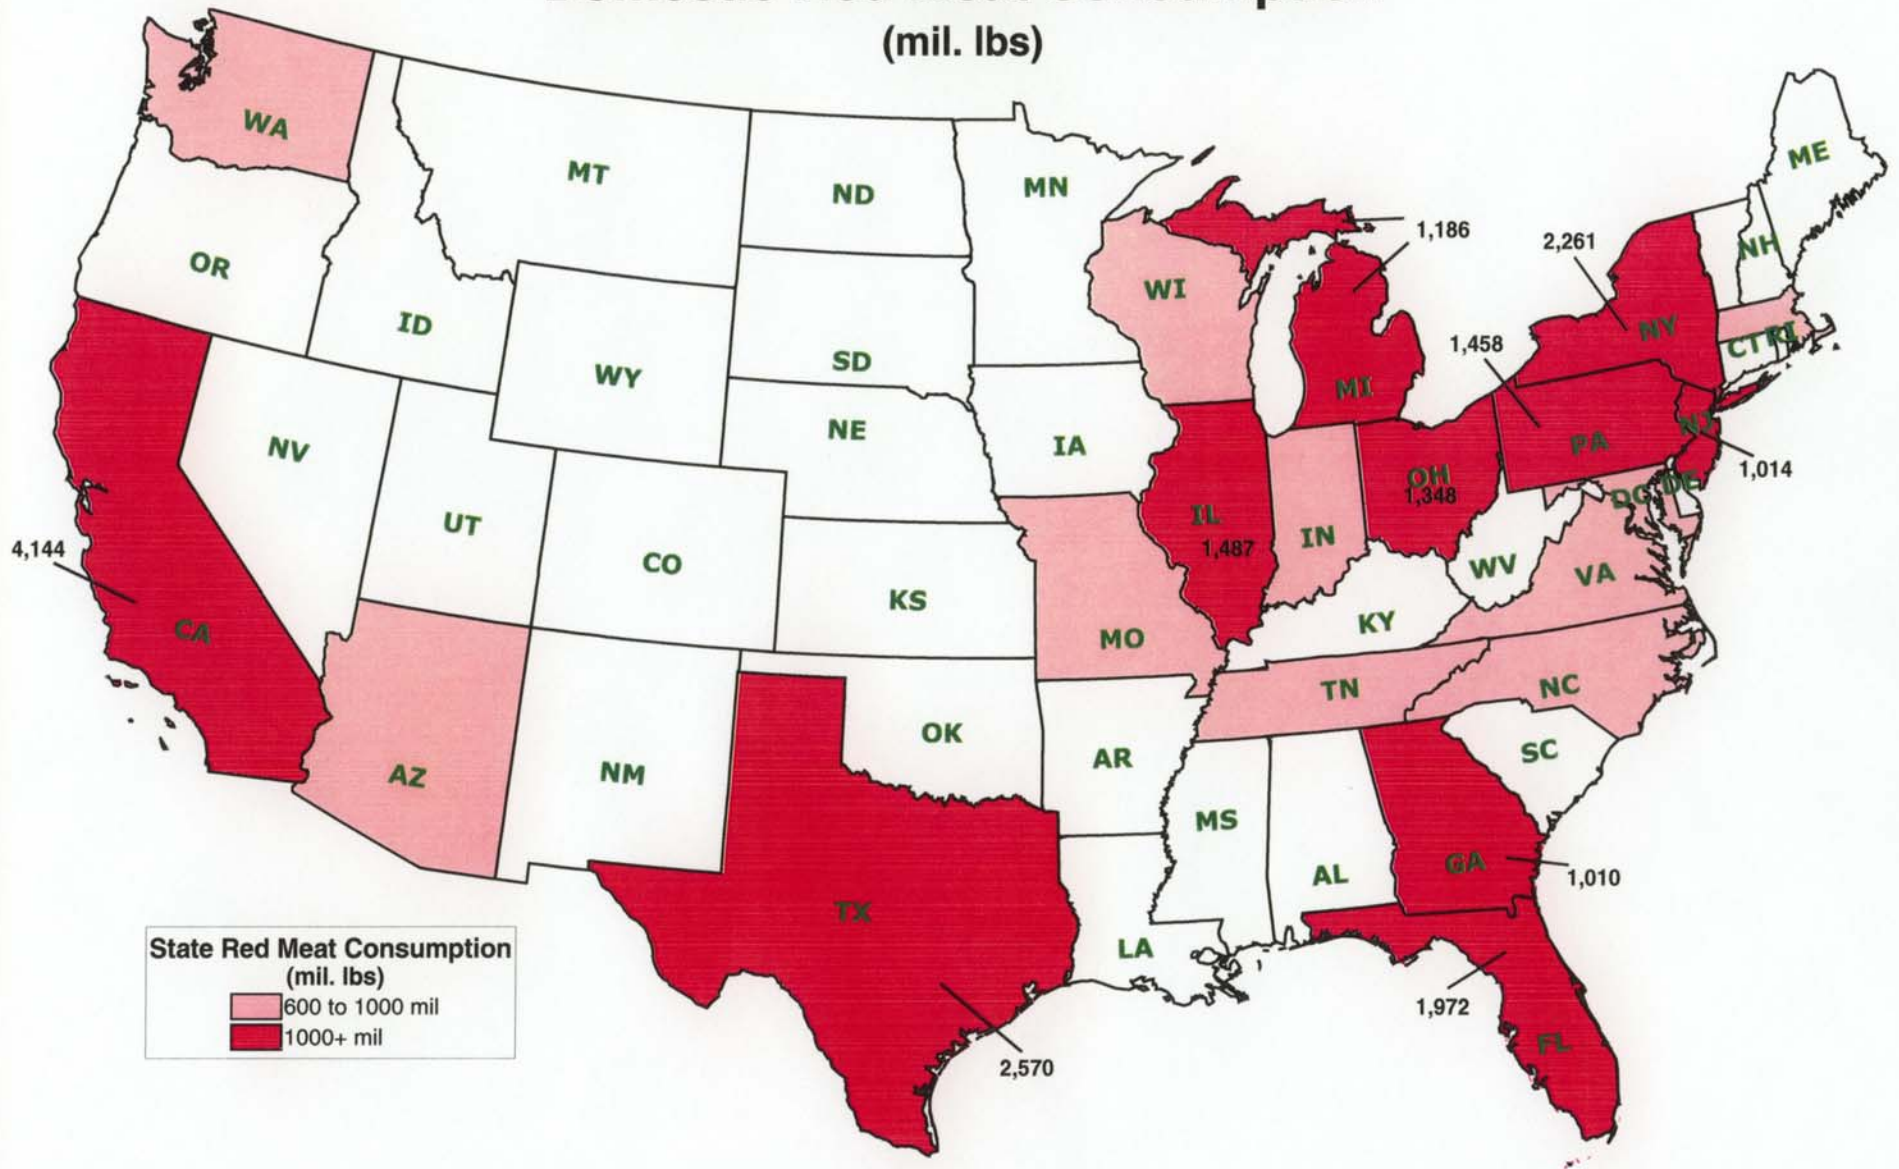 (mil. lbs)
WA
MT
ND
MN
ME
OR
ID
WY
SD
WI
MI
1,186
2,261
NY
NH
CT
RI
1,458
PA
NJ
1,014
NV
UT
CO
NE
KS
IA
MO
IL
1,487
IN
OH
1,348
WV
VA
DC
DE
KY
TN
NC
SC
4,144
CA
AZ
NM
OK
AR
TX
2,570
LA
MS
AL
GA
1,010
1,972
FL
State Red Meat Consumption
(mil. lbs)
600 to 1000 mil
1000+ mil